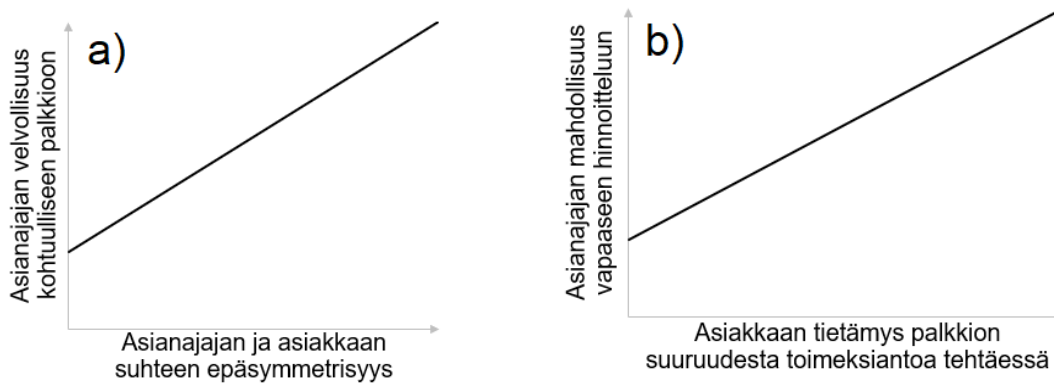 a)
Asianajajan velvollisuus
kohtuulliseen palkkioon
Asianajajan ja asiakkaan
suhteen epäsymmetrisyys
b)
Asianajajan mahdollisuus
vapaaseen hinnoitteluun
Asiakkaan tietämys palkkion
suuruudesta toimeksiantoa tehtäessä